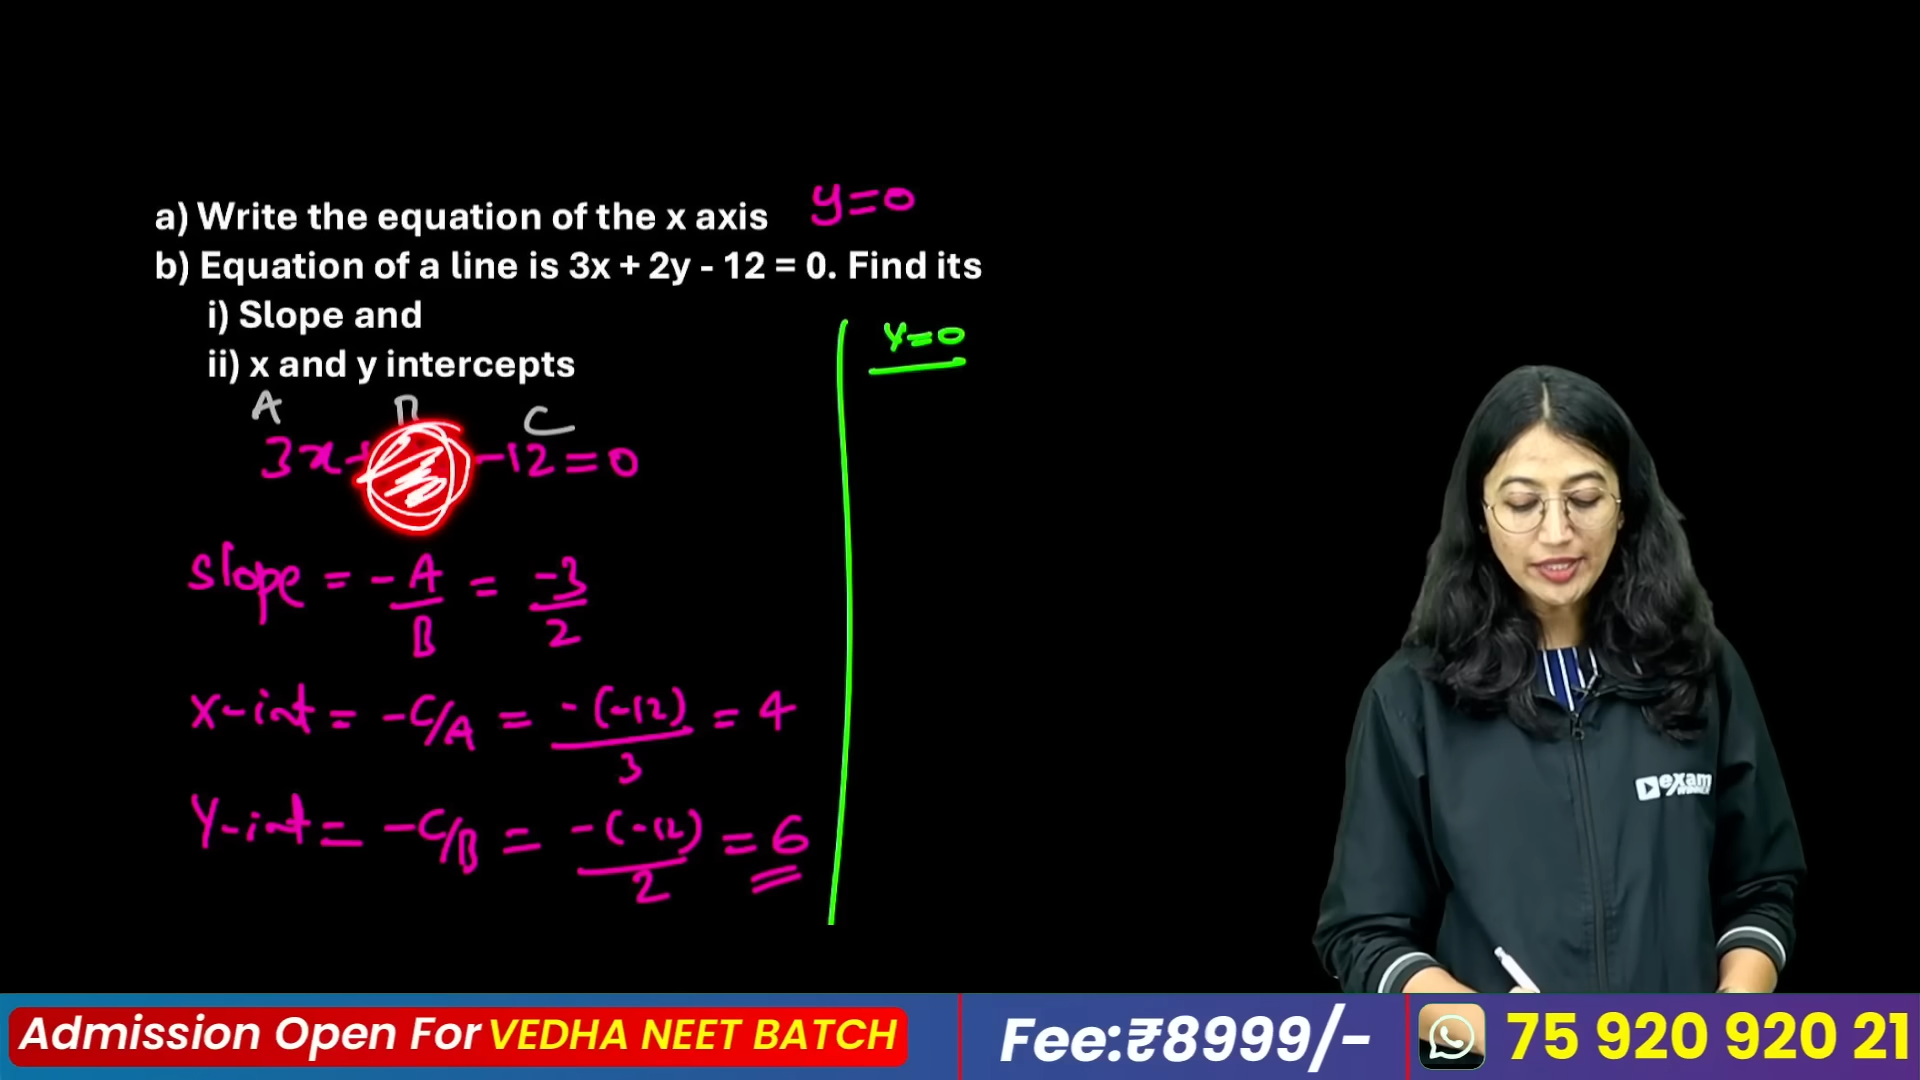 a) Write the equation of the x axis y=0
b) Equation of a line is 3x + 2y - 12 = 0. Find its
i) Slope and
ii) x and y intercepts
y=0
A B C
3x+ -12=0
slope = -A/B = -3/2
x-int = -C/A = -(-12)/3 = 4
Y-int = -C/B = -(-12)/2 = 6
exam
Admission Open For VEDHA NEET BATCH
Fee:₹8999/-
75 920 920 21